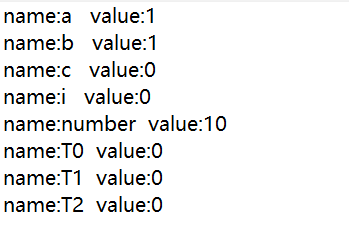 name:a   value:1
name:b   value:1
name:c   value:0
name:i   value:0
name:number  value:10
name:T0  value:0
name:T1  value:0
name:T2  value:0